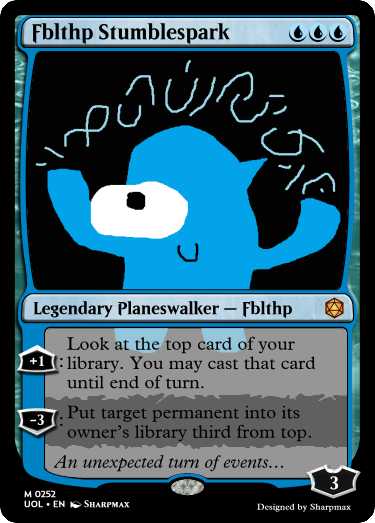 Fblthp Stumblespark
Legendary Planeswalker — Fblthp
+1: Look at the top card of your
library. You may cast that card
until end of turn.
-3: Put target permanent into its
owner's library third from top.
An unexpected turn of events...
3
M 0252
UOL • EN Sharpmax
Designed by Sharpmax